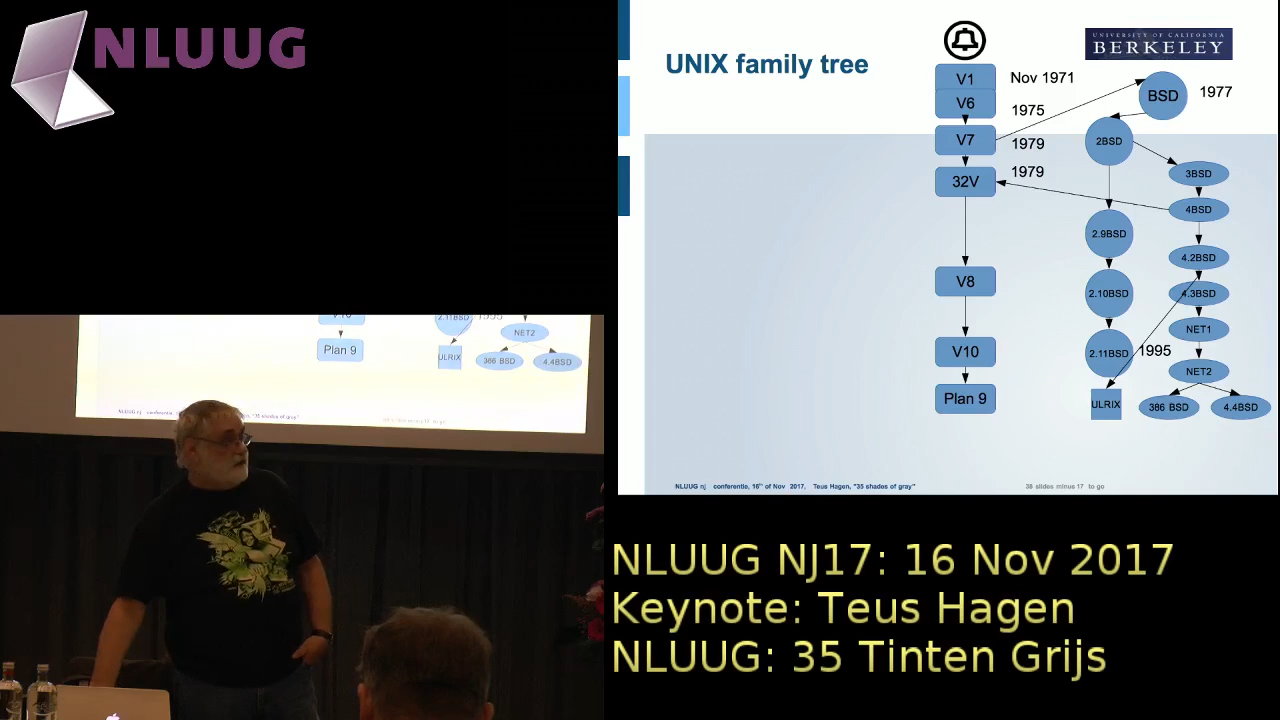 NLUUG
UNIX family tree
UNIVERSITY OF CALIFORNIA
BERKELEY
V1
Nov 1971
V6
1975
V7
1979
32V
1979
V8
V10
Plan 9
BSD
1977
2BSD
3BSD
4BSD
2.9BSD
4.2BSD
2.10BSD
4.3BSD
NET1
2.11BSD
1995
NET2
ULRIX
386 BSD
4.4BSD
NLUUG nj conferentie, 16th of Nov 2017, Teus Hagen, "35 shades of gray"
38 slides minus 17 to go
V10
Plan 9
2.11BSD
1995
NET2
ULRIX
386 BSD
4.4BSD
NLUUG NJ17: 16 Nov 2017
Keynote: Teus Hagen
NLUUG: 35 Tinten Grijs